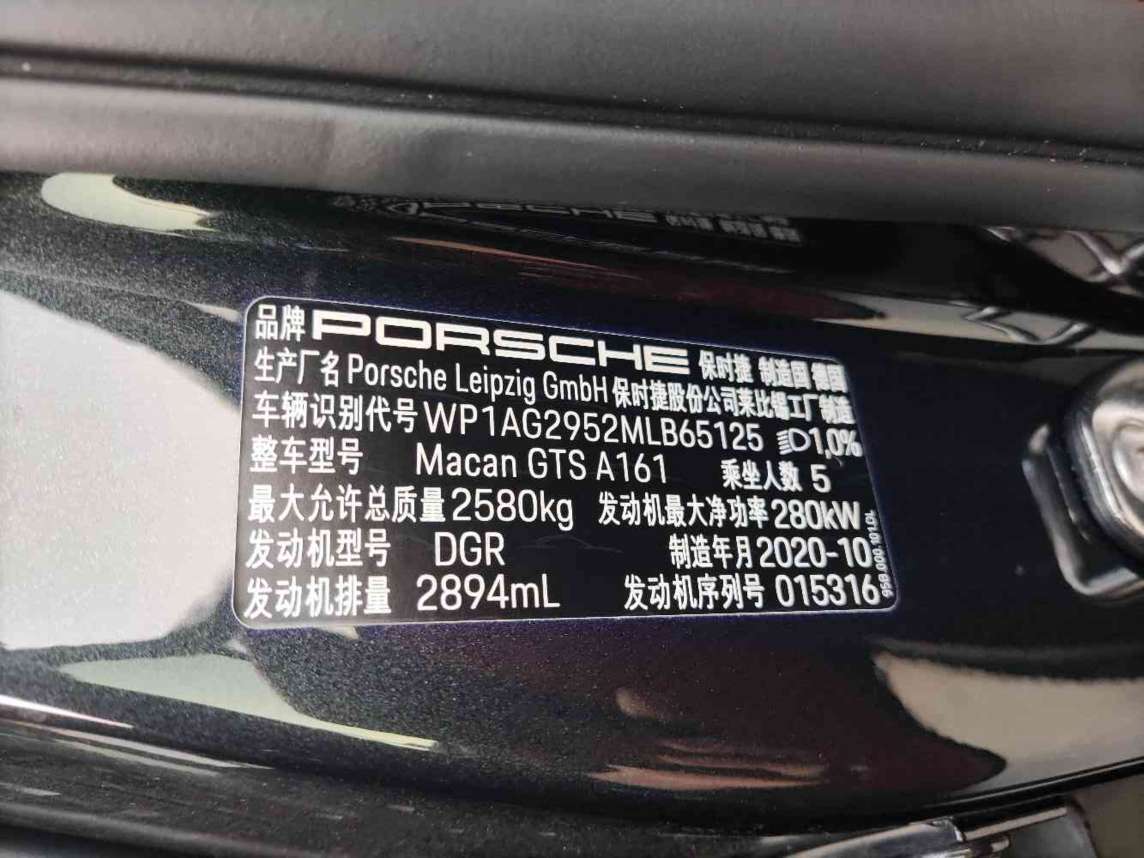 品牌 PORSCHE 保时捷 制造国 德国
生产厂名 Porsche Leipzig GmbH 保时捷股份公司莱比锡工厂制造
车辆识别代号 WP1AG2952MLB65125 1,0%
整车型号 Macan GTS A161 乘坐人数 5
最大允许总质量 2580kg 发动机最大净功率 280kW
发动机型号 DGR 制造年月 2020-10
发动机排量 2894mL 发动机序列号 015316